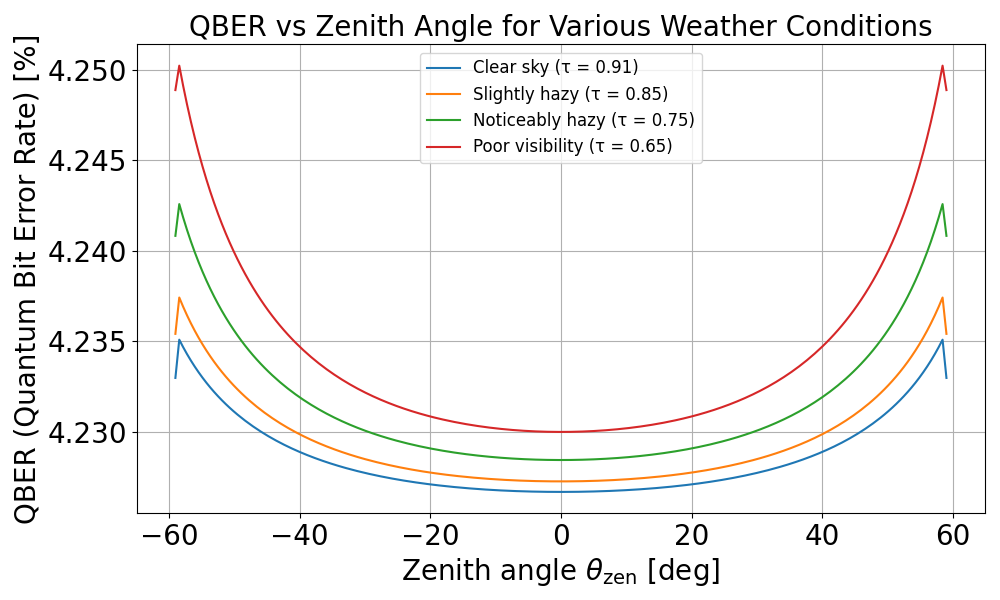 QBER vs Zenith Angle for Various Weather Conditions
QBER (Quantum Bit Error Rate) [%]
4.250
4.245
4.240
4.235
4.230
Clear sky (τ = 0.91)
Slightly hazy (τ = 0.85)
Noticeably hazy (τ = 0.75)
Poor visibility (τ = 0.65)
−60 −40 −20 0 20 40 60
Zenith angle θzen [deg]